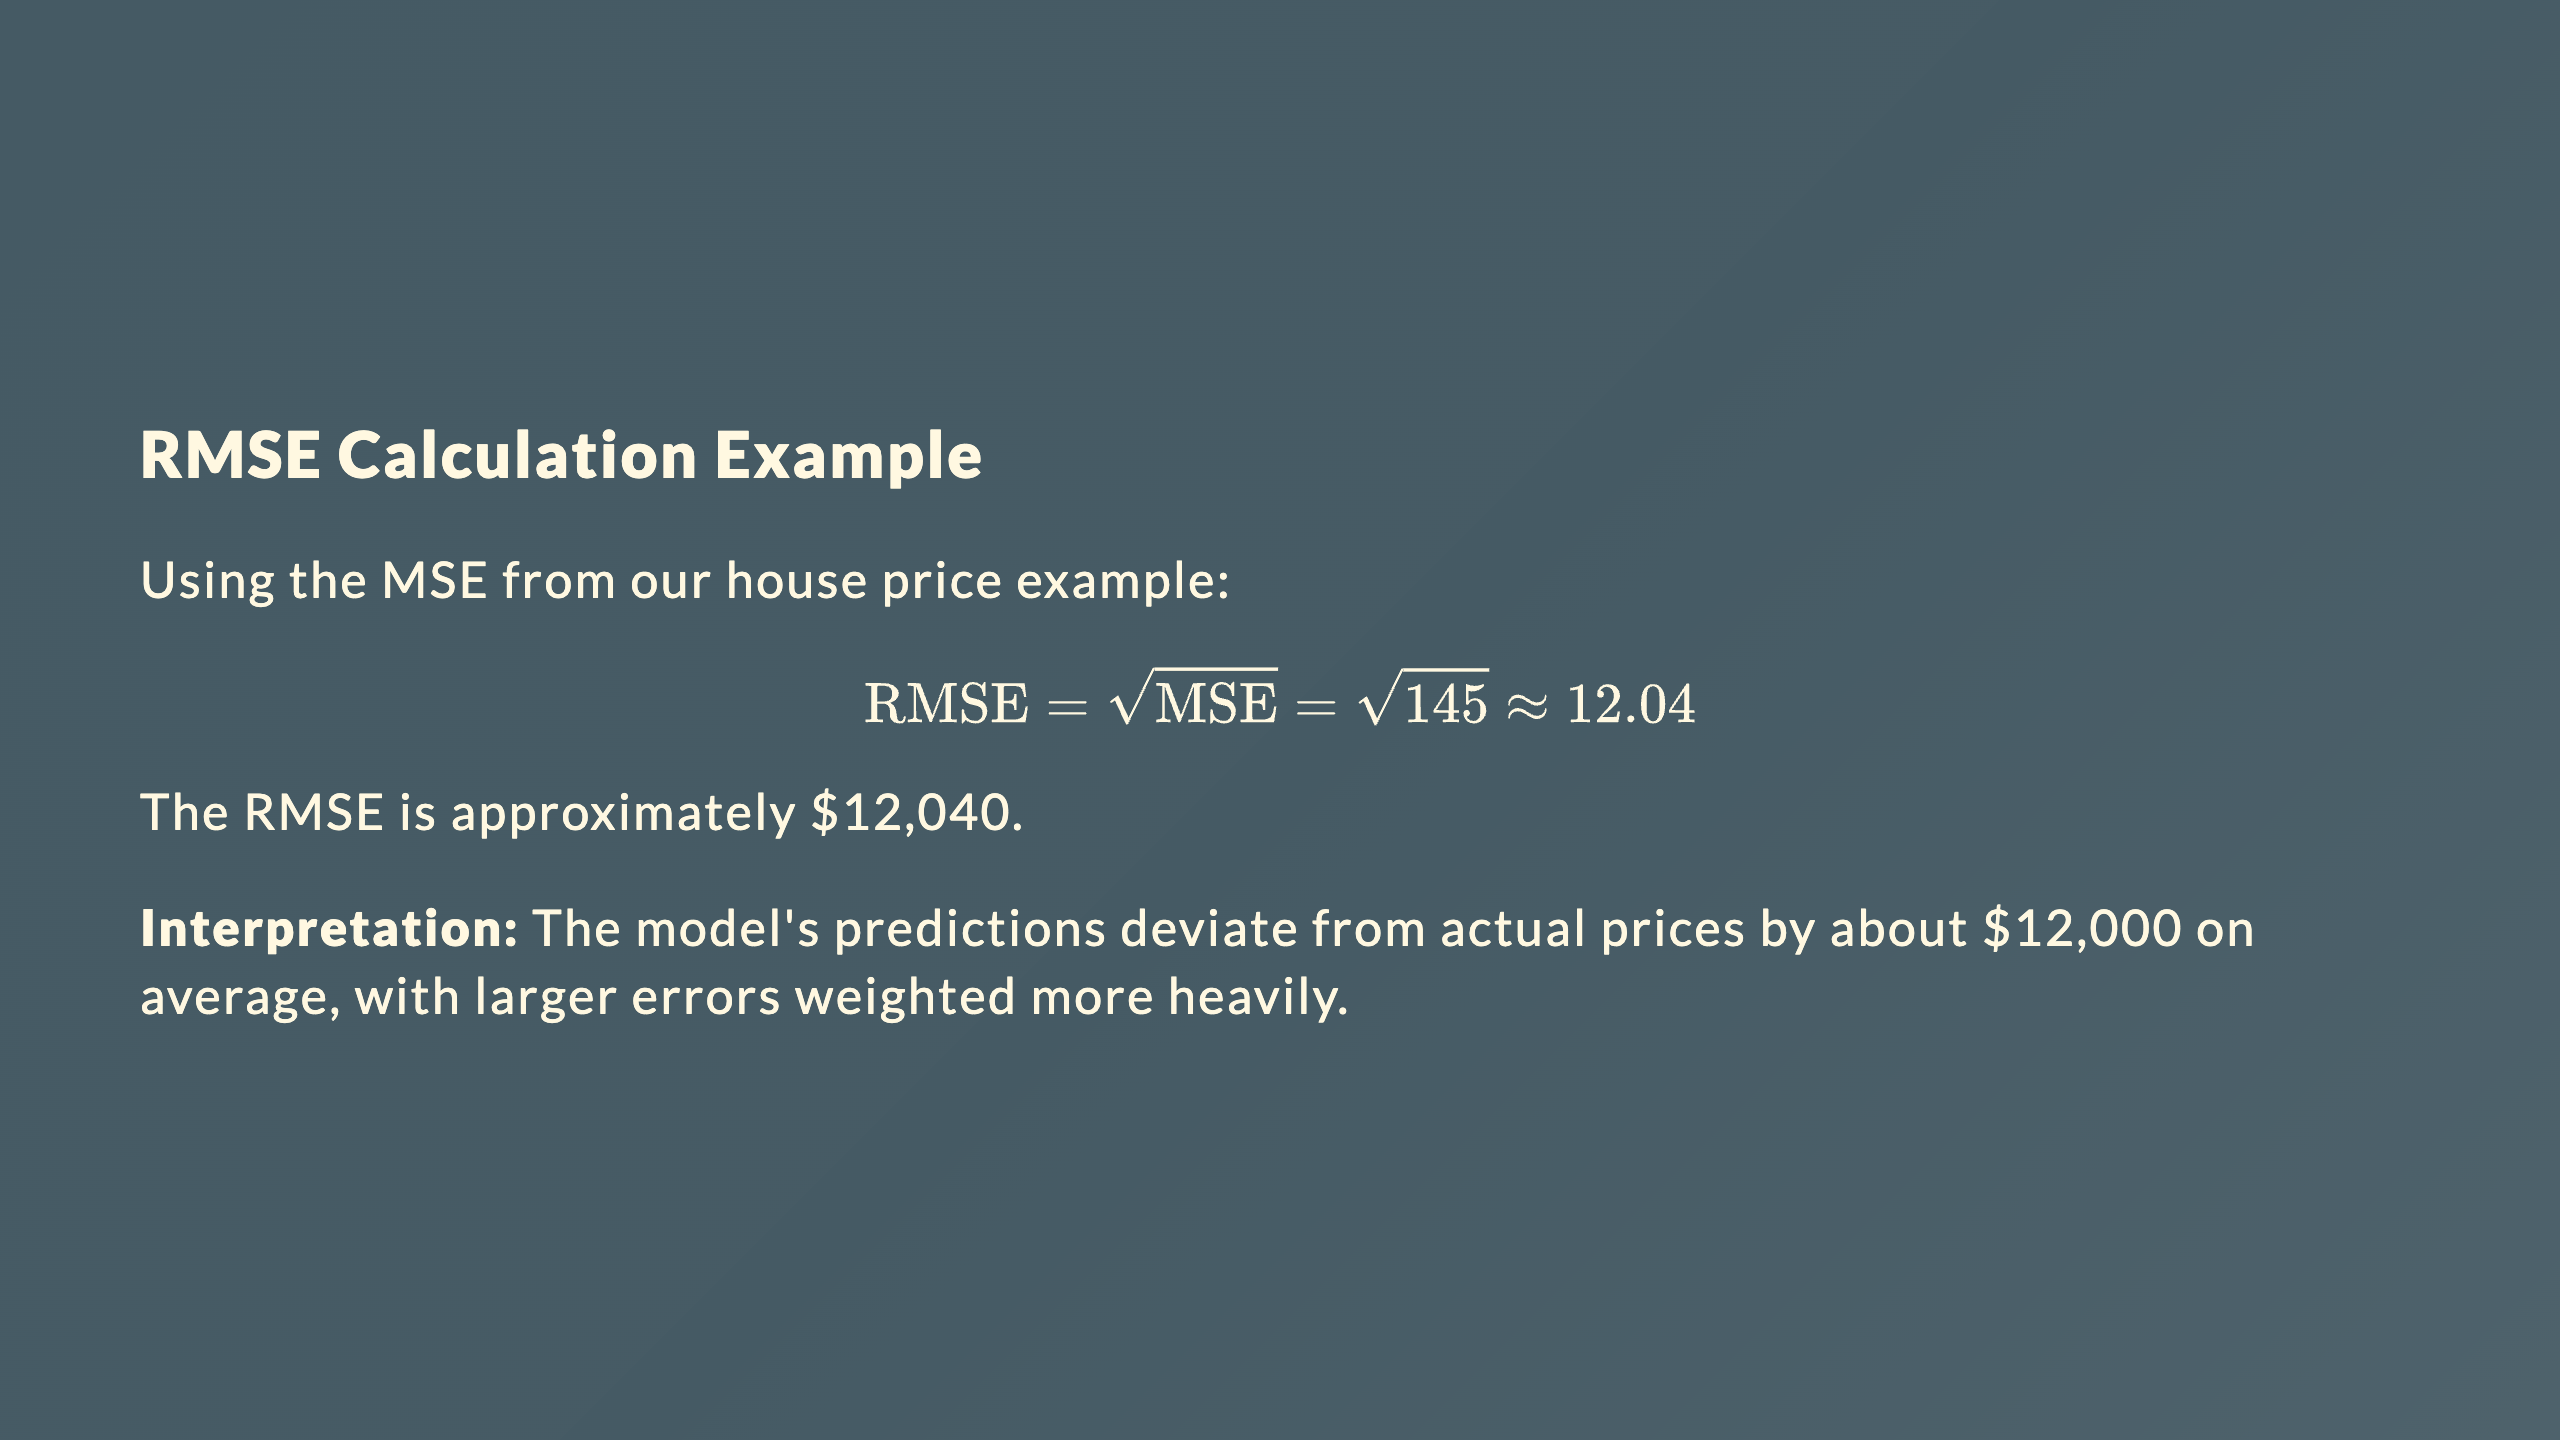 RMSE Calculation Example
Using the MSE from our house price example:
RMSE = √MSE = √145 ≈ 12.04
The RMSE is approximately $12,040.
Interpretation: The model's predictions deviate from actual prices by about $12,000 on
average, with larger errors weighted more heavily.